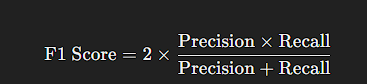 F1 Score = 2 × Precision × Recall / Precision + Recall